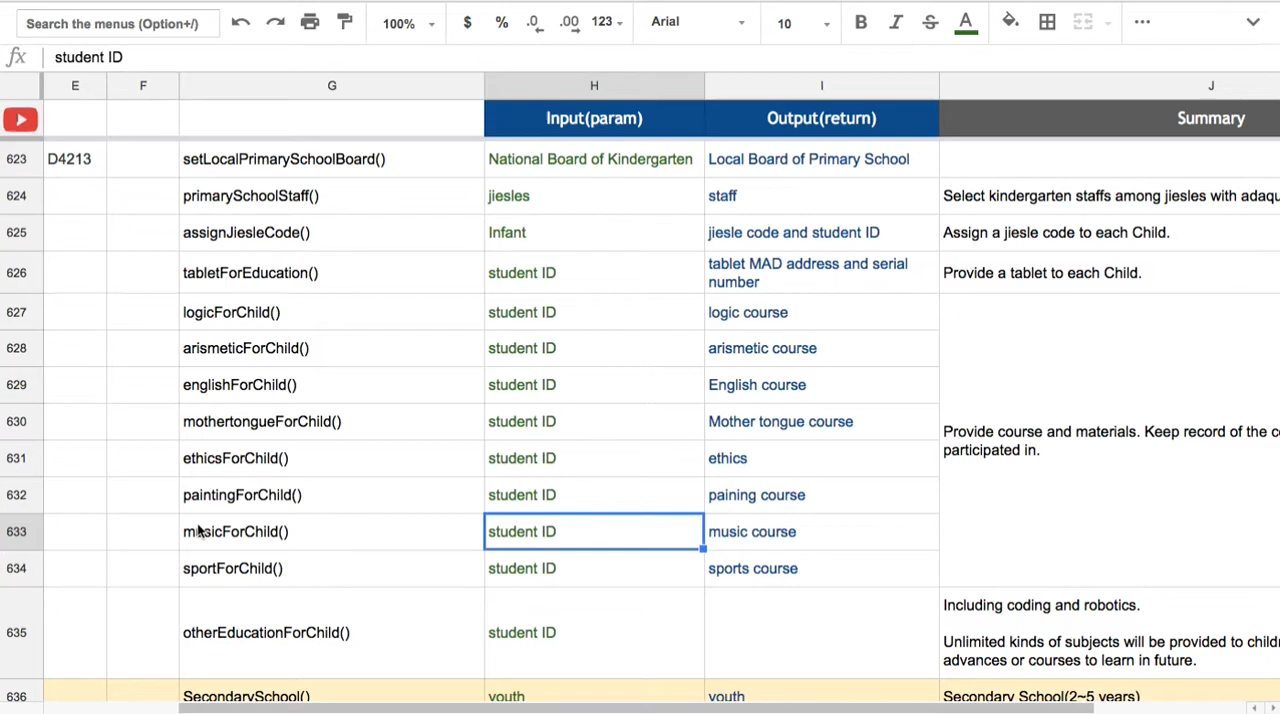 Search the menus (Option+/)
100%
$
%
.0
.00
123
Arial
10
B
I
S
A
fx
student ID
E
F
G
H
I
J
Input(param)
Output(return)
Summary
623
D4213
setLocalPrimarySchoolBoard()
National Board of Kindergarten
Local Board of Primary School
624
primarySchoolStaff()
jiesles
staff
Select kindergarten staffs among jiesles with adaqu
625
assignJiesleCode()
Infant
jiesle code and student ID
Assign a jiesle code to each Child.
626
tabletForEducation()
student ID
tablet MAD address and serial
number
Provide a tablet to each Child.
627
logicForChild()
student ID
logic course
628
arismeticForChild()
student ID
arismetic course
629
englishForChild()
student ID
English course
630
mothertongueForChild()
student ID
Mother tongue course
Provide course and materials. Keep record of the c
participated in.
631
ethicsForChild()
student ID
ethics
632
paintingForChild()
student ID
paining course
633
musicForChild()
student ID
music course
634
sportForChild()
student ID
sports course
635
otherEducationForChild()
student ID
Including coding and robotics.
Unlimited kinds of subjects will be provided to childr
advances or courses to learn in future.
636
SecondarySchool()
youth
youth
Secondary School(2~5 years)